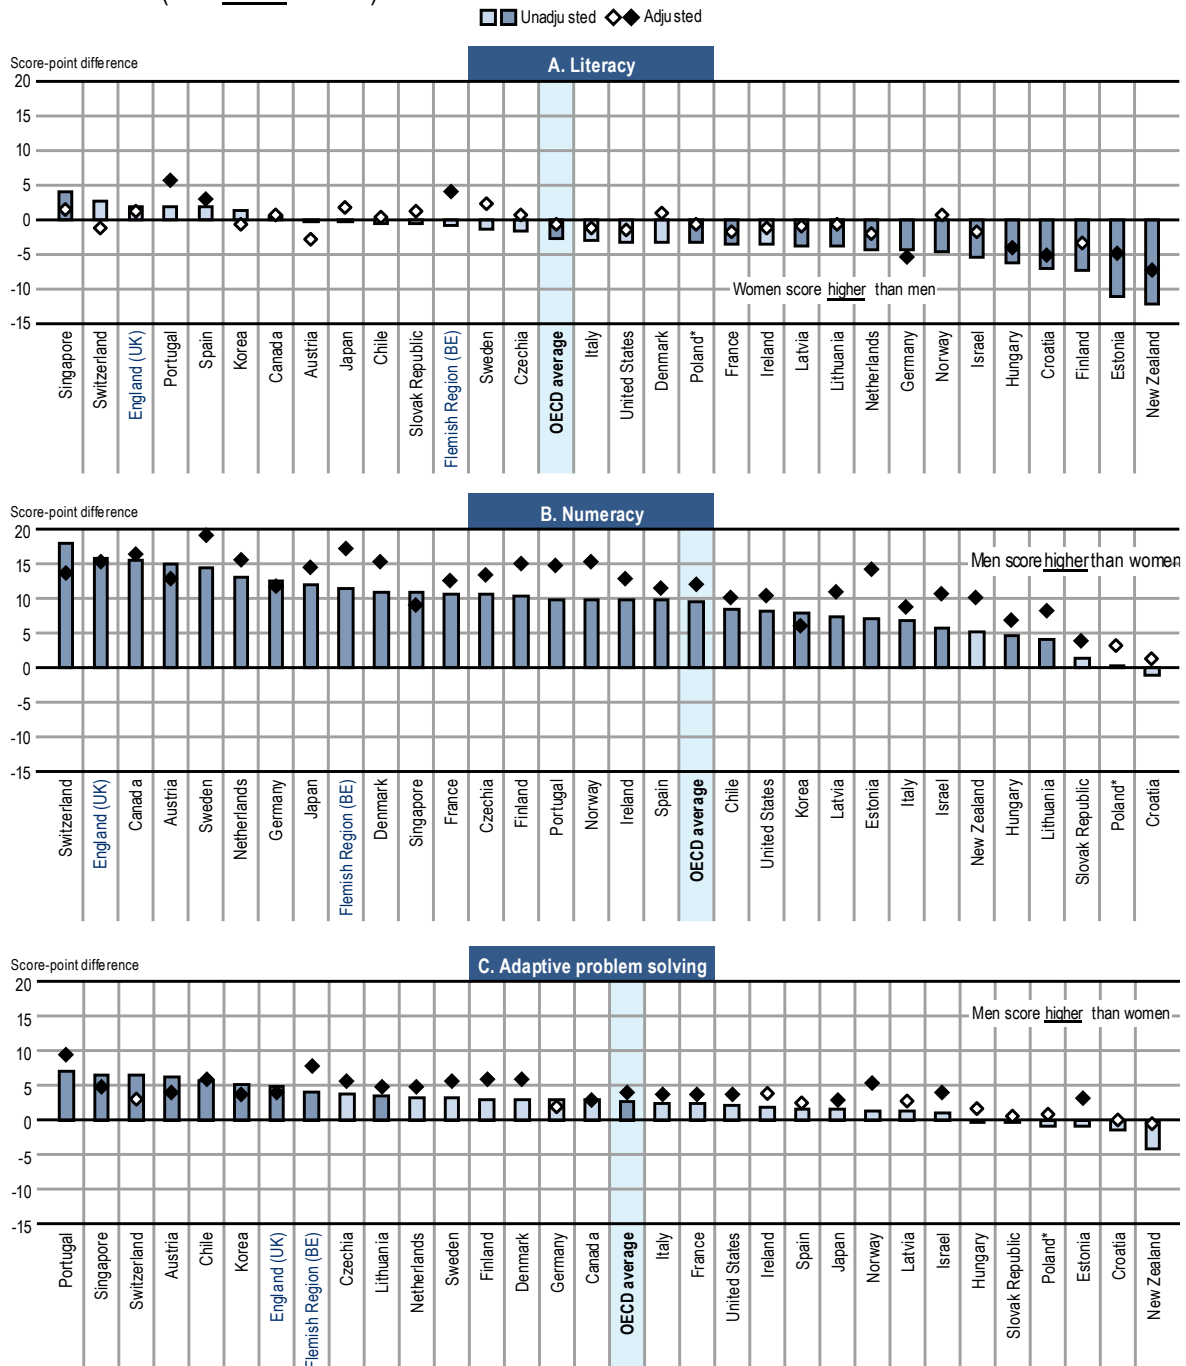 Unadjusted Adjusted
Score-point difference
A. Literacy
20
15
10
5
0
-5
-10
-15
Women score higher than men
Singapore
Switzerland
England (UK)
Portugal
Spain
Korea
Canada
Austria
Japan
Chile
Slovak Republic
Flemish Region (BE)
Sweden
Czechia
OECD average
Italy
United States
Denmark
Poland*
France
Ireland
Latvia
Lithuania
Netherlands
Germany
Norway
Israel
Hungary
Croatia
Finland
Estonia
New Zealand
Score-point difference
B. Numeracy
20
15
10
5
0
-5
-10
-15
Men score higher than women
Switzerland
England (UK)
Canada
Austria
Sweden
Netherlands
Germany
Japan
Flemish Region (BE)
Denmark
Singapore
France
Czechia
Finland
Portugal
Norway
Ireland
Spain
OECD average
Chile
United States
Korea
Latvia
Estonia
Italy
Israel
New Zealand
Hungary
Lithuania
Slovak Republic
Poland*
Croatia
Score-point difference
C. Adaptive problem solving
20
15
10
5
0
-5
-10
-15
Men score higher than women
Portugal
Singapore
Switzerland
Austria
Chile
Korea
England (UK)
Flemish Region (BE)
Czechia
Lithuania
Netherlands
Sweden
Finland
Denmark
Germany
Canada
OECD average
Italy
France
United States
Ireland
Spain
Japan
Norway
Latvia
Israel
Hungary
Slovak Republic
Poland*
Estonia
Croatia
New Zealand